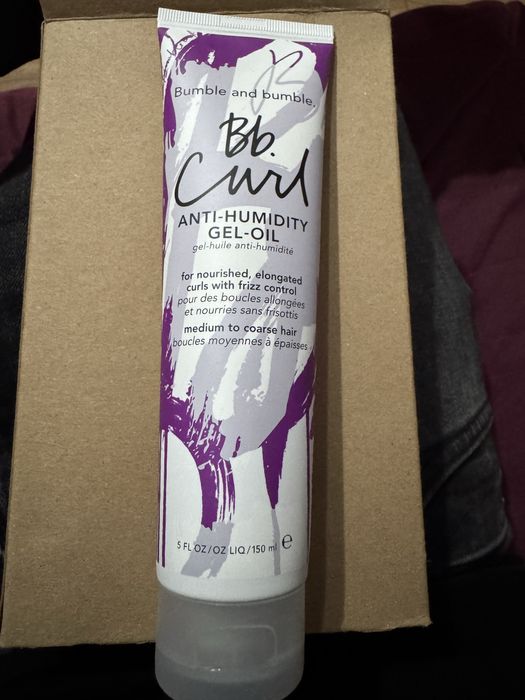 Bumble and bumble.
Bb.
Curl
ANTI-HUMIDITY
GEL-OIL
gel-huile anti-humidité
for nourished, elongated
curls with frizz control
pour des boucles allongées
et nourries sans frisottis
medium to coarse hair
boucles moyennes à épaisses
5 FL OZ/OZ LIQ/150 ml e